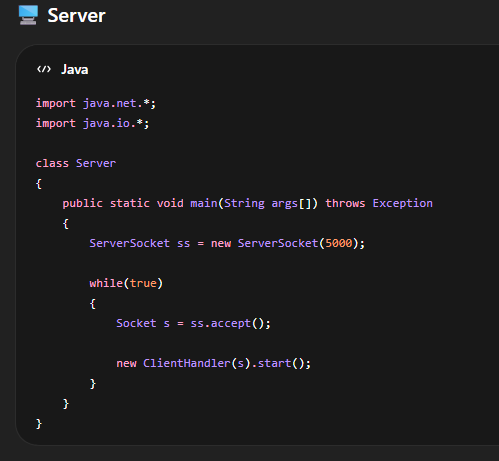 Server
Java
import java.net.*;
import java.io.*;
class Server
{
public static void main(String args[]) throws Exception
{
ServerSocket ss = new ServerSocket(5000);
while(true)
{
Socket s = ss.accept();
new ClientHandler(s).start();
}
}
}